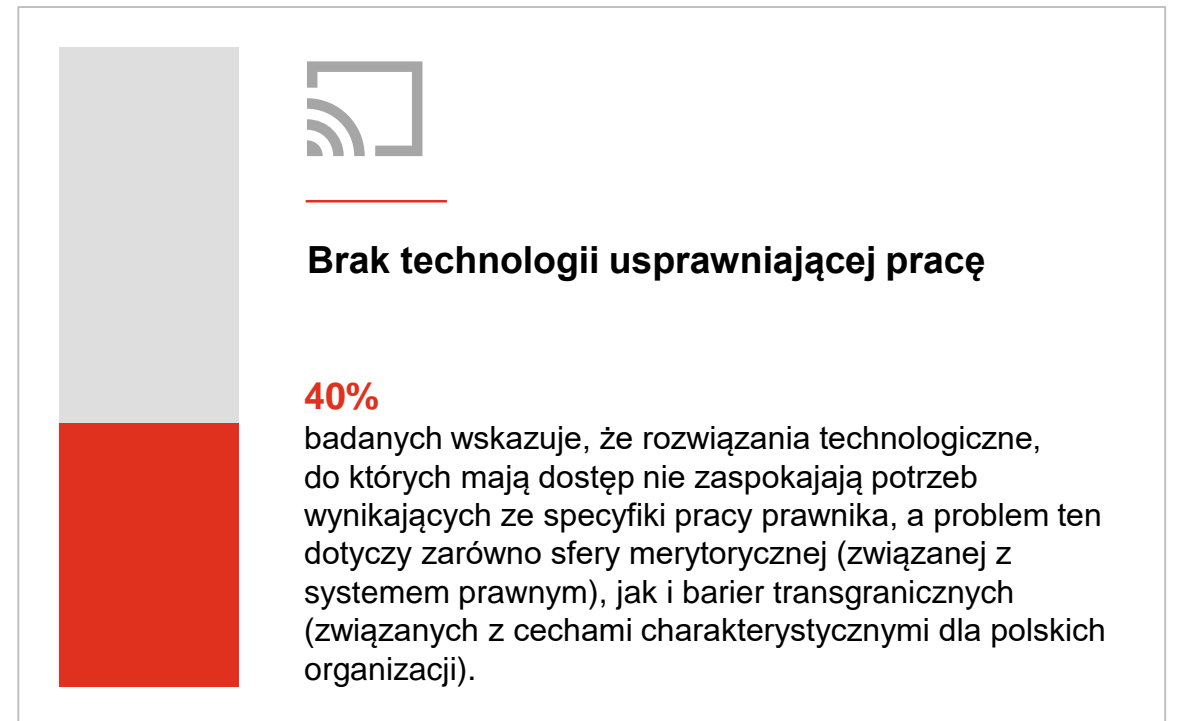 Brak technologii usprawniającej pracę
40%
badanych wskazuje, że rozwiązania technologiczne,
do których mają dostęp nie zaspokajają potrzeb
wynikających ze specyfiki pracy prawnika, a problem ten
dotyczy zarówno sfery merytorycznej (związanej z
systemem prawnym), jak i barier transgranicznych
(związanych z cechami charakterystycznymi dla polskich
organizacji).